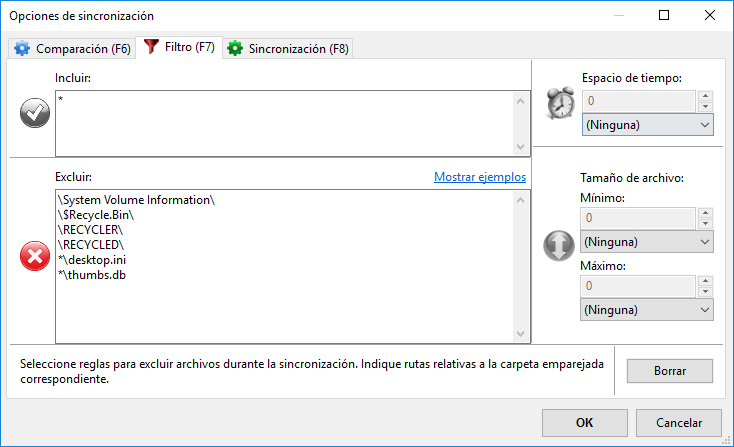 Opciones de sincronización
Comparación (F6)
Filtro (F7)
Sincronización (F8)
Incluir:
*
Espacio de tiempo:
0
(Ninguna)
Excluir:
Mostrar ejemplos
\System Volume Information\
\$Recycle.Bin\
\RECYCLER\
\RECYCLED\
*\desktop.ini
*\thumbs.db
Tamaño de archivo:
Mínimo:
0
(Ninguna)
Máximo:
0
(Ninguna)
Seleccione reglas para excluir archivos durante la sincronización. Indique rutas relativas a la carpeta emparejada
correspondiente.
Borrar
OK
Cancelar